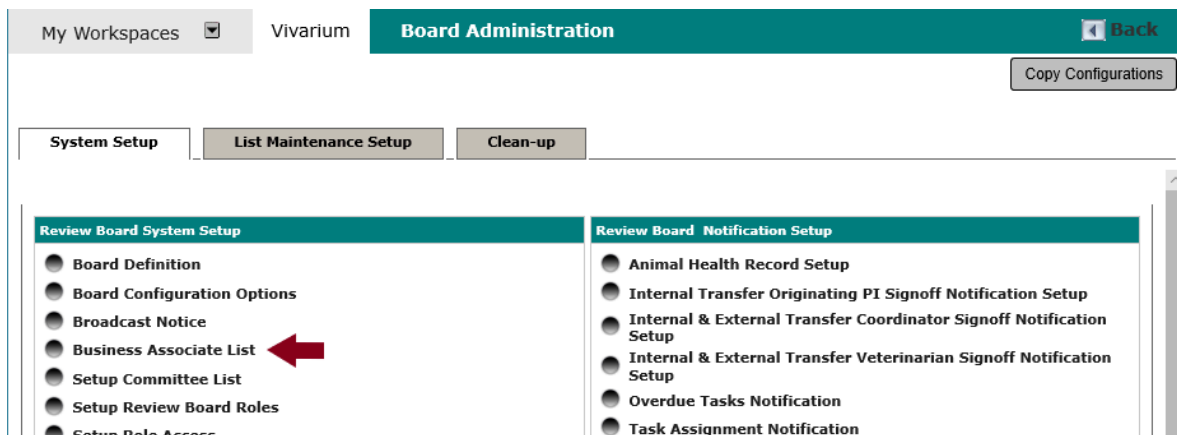 My Workspaces
Vivarium
Board Administration
Back
Copy Configurations
System Setup
List Maintenance Setup
Clean-up
Review Board System Setup
Board Definition
Board Configuration Options
Broadcast Notice
Business Associate List
Setup Committee List
Setup Review Board Roles
Setup Role Access
Review Board Notification Setup
Animal Health Record Setup
Internal Transfer Originating PI Signoff Notification Setup
Internal & External Transfer Coordinator Signoff Notification
Setup
Internal & External Transfer Veterinarian Signoff Notification
Setup
Overdue Tasks Notification
Task Assignment Notification